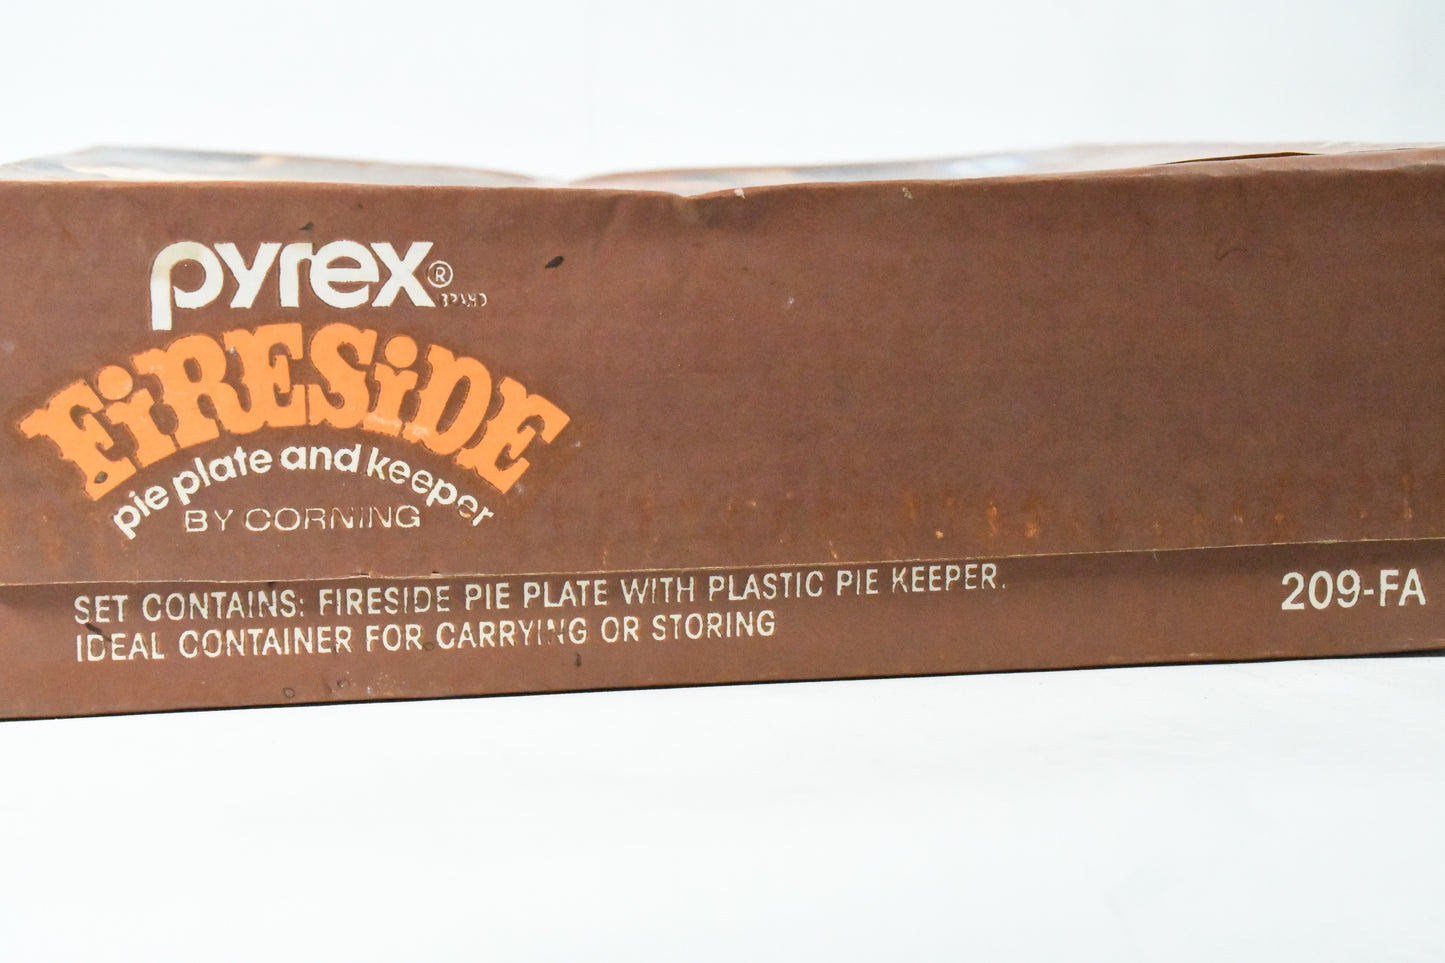 pyrex®
FiRESiDE
pie plate and keeper
BY CORNING
SET CONTAINS: FIRESIDE PIE PLATE WITH PLASTIC PIE KEEPER.
IDEAL CONTAINER FOR CARRYING OR STORING
209-FA